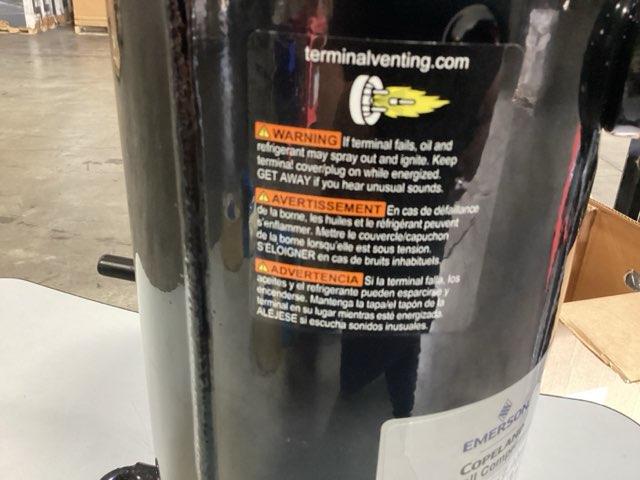 terminalventing.com
WARNING If terminal fails, oil and
refrigerant may spray out and ignite. Keep
terminal cover/plug on while energized.
GET AWAY if you hear unusual sounds.
AVERTISSEMENT En cas de défaillance
de la borne, les huiles et le réfrigérant peuvent
s'enflammer. Mettre le couvercle/capuchon
de la borne lorsqu'elle est sous tension.
S'ÉLOIGNER en cas de bruits inhabituels.
ADVERTENCIA Si la terminal falla, los
aceites y el refrigerante pueden esparcirse y
encenderse. Mantenga la tapa/el tapón de la
terminal en su lugar mientras esté energizada.
ALÉJESE si escucha sonidos inusuales.
EMERSON
COPELAND